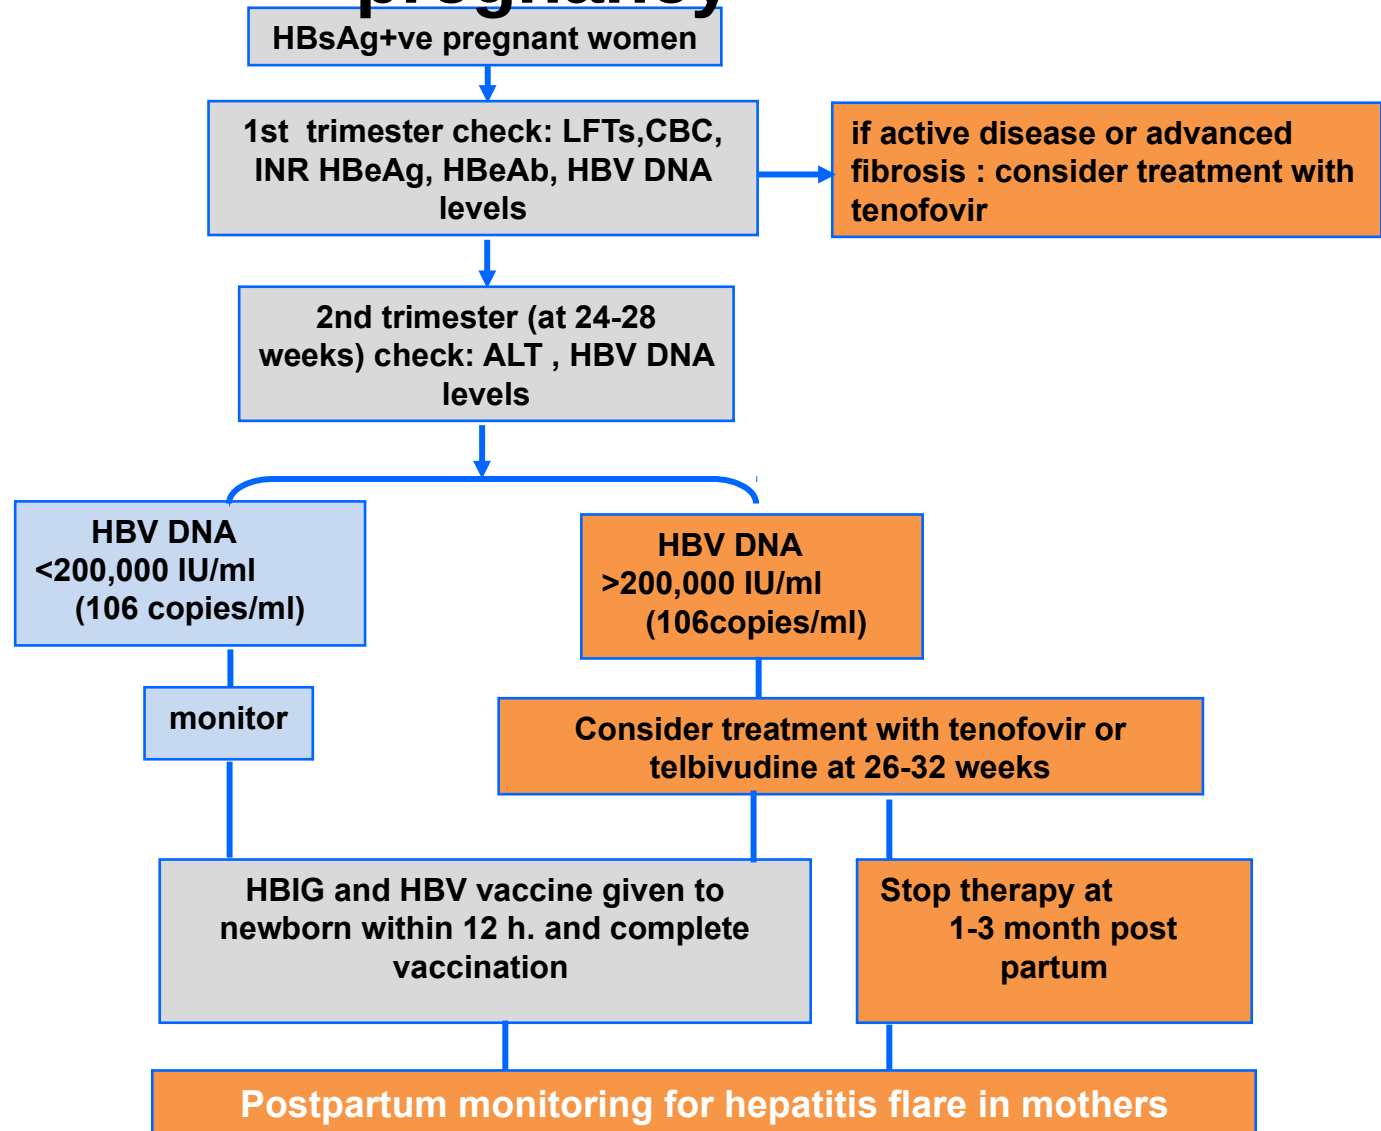 pregnancy
HBsAg+ve pregnant women
1st trimester check: LFTs,CBC,
INR HBeAg, HBeAb, HBV DNA
levels
if active disease or advanced
fibrosis : consider treatment with
tenofovir
2nd trimester (at 24-28
weeks) check: ALT , HBV DNA
levels
HBV DNA
<200,000 IU/ml
(106 copies/ml)
HBV DNA
>200,000 IU/ml
(106copies/ml)
monitor
Consider treatment with tenofovir or
telbivudine at 26-32 weeks
HBIG and HBV vaccine given to
newborn within 12 h. and complete
vaccination
Stop therapy at
1-3 month post
partum
Postpartum monitoring for hepatitis flare in mothers